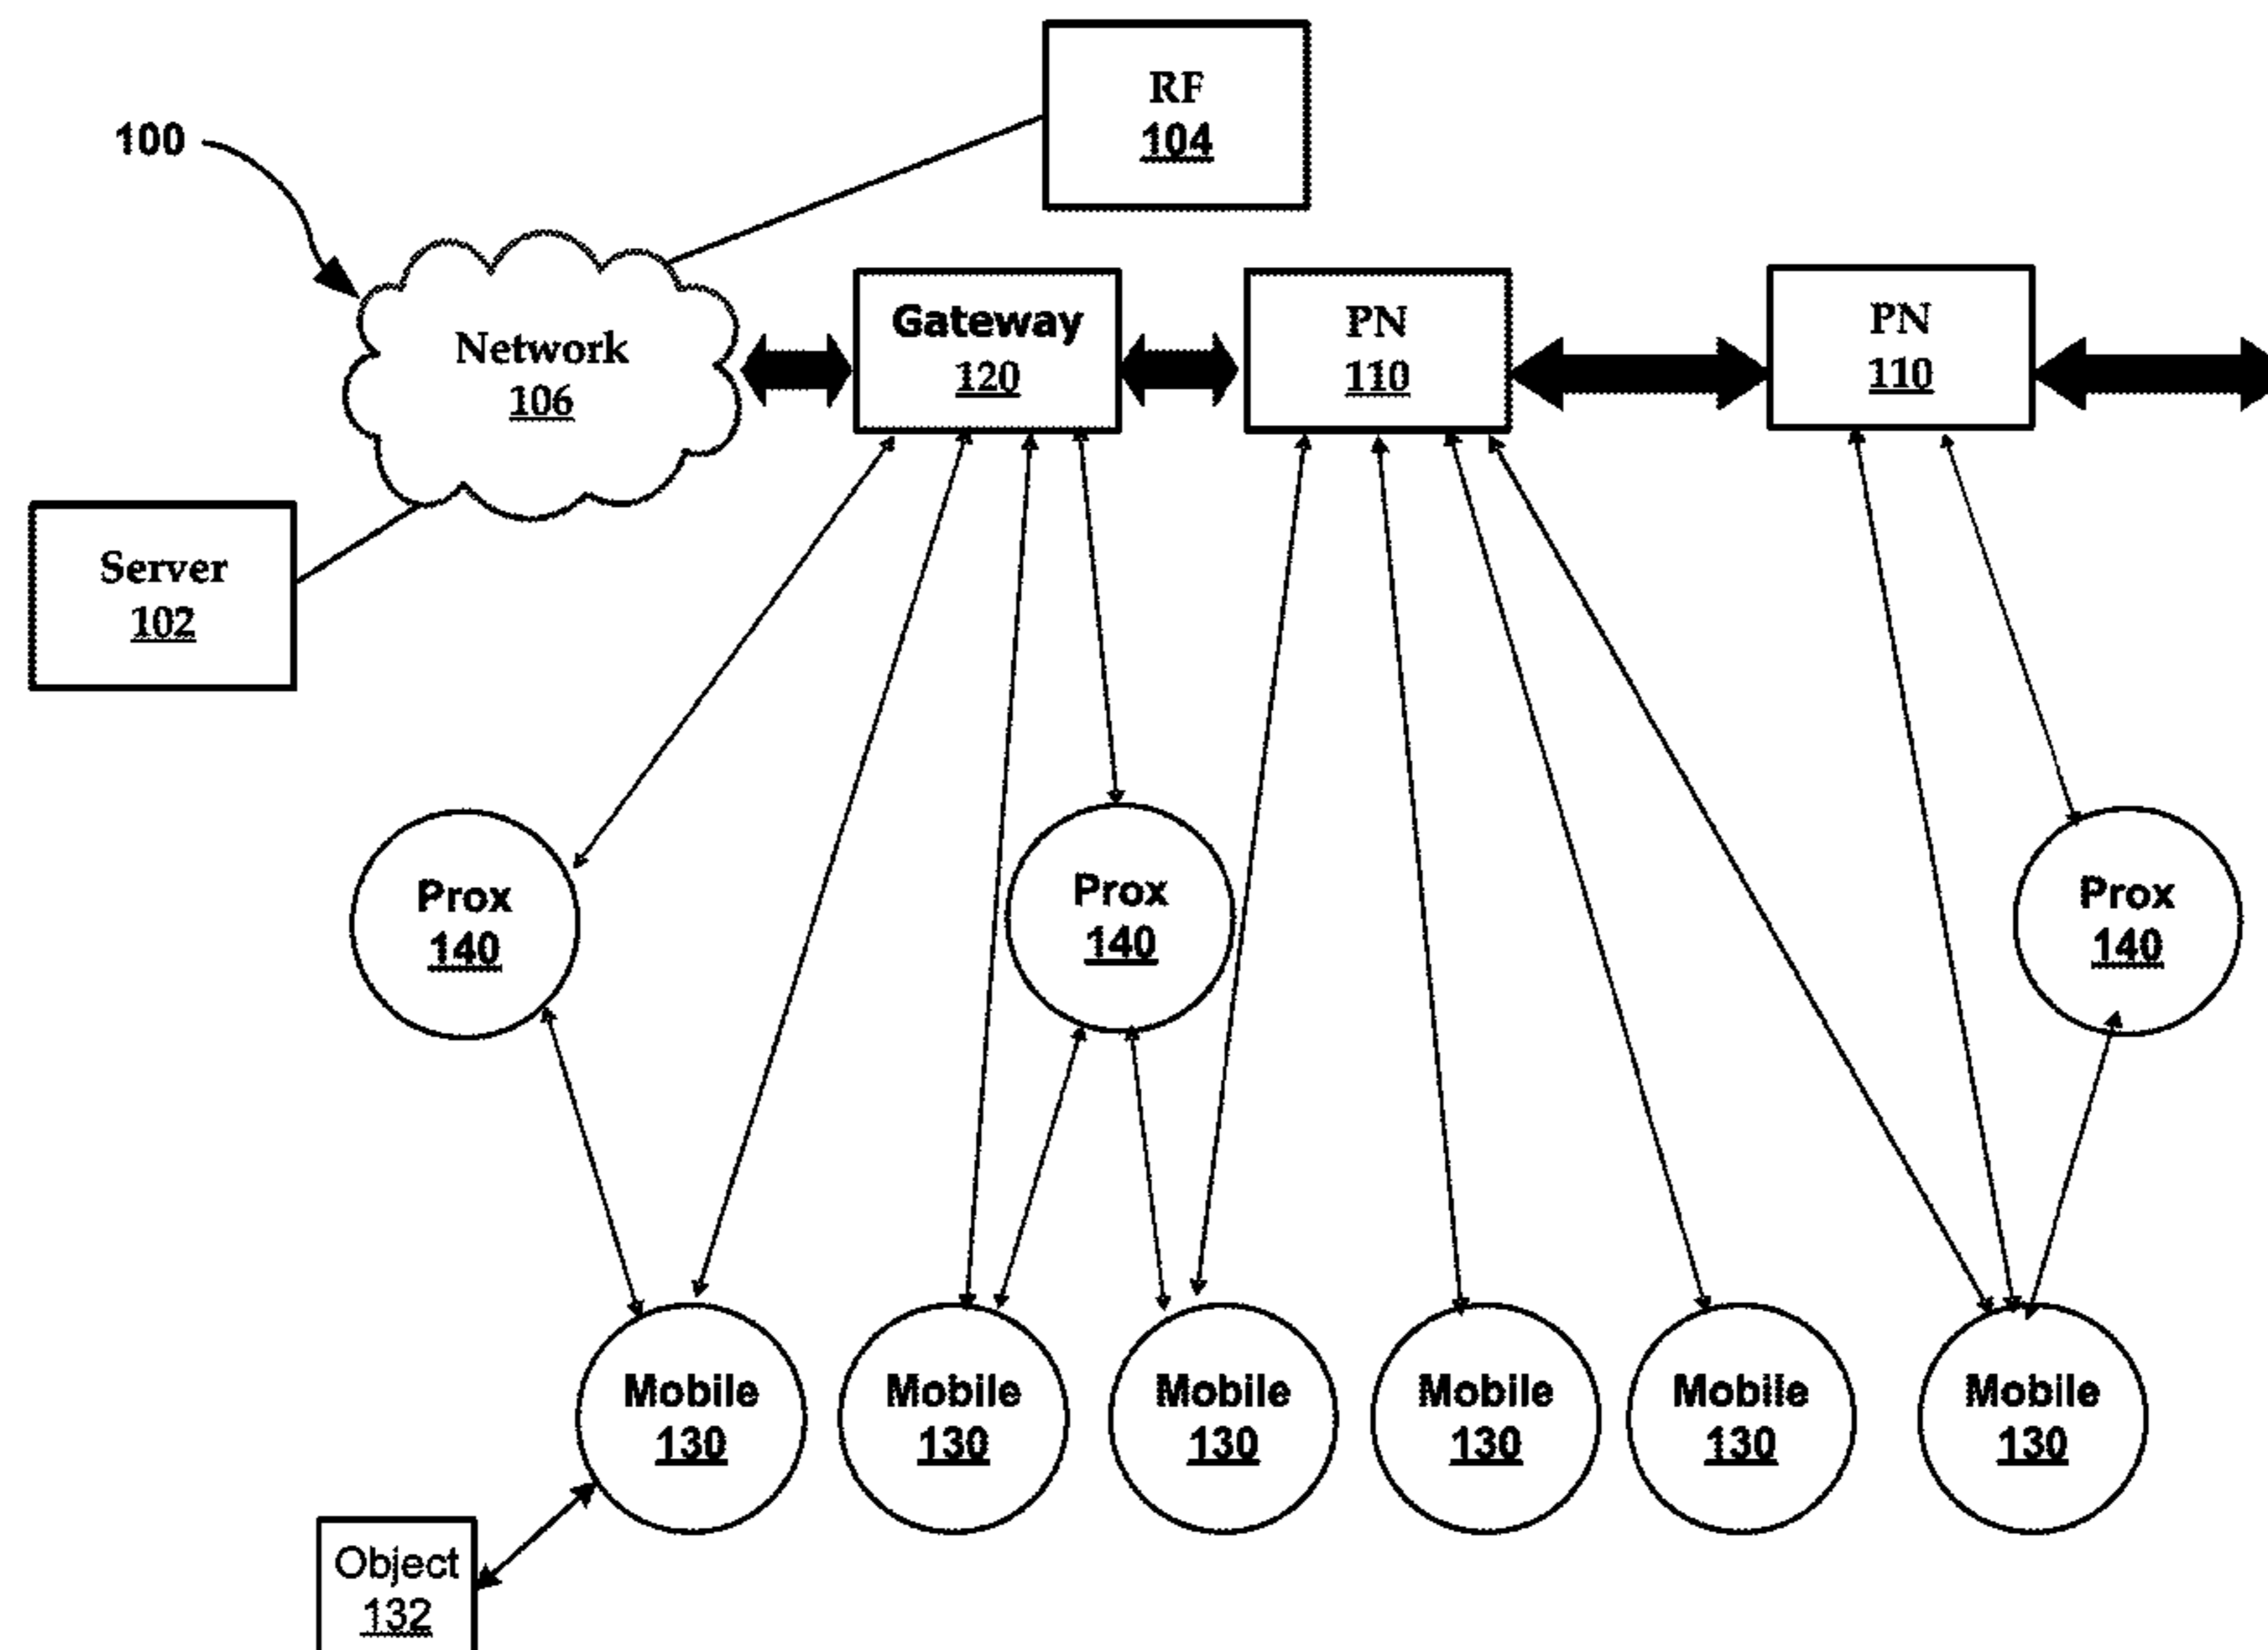 RF
104
100
Network
106
Gateway
120
PN
110
PN
110
Server
102
Prox
140
Prox
140
Prox
140
Mobile
130
Mobile
130
Mobile
130
Mobile
130
Mobile
130
Mobile
130
Object
132